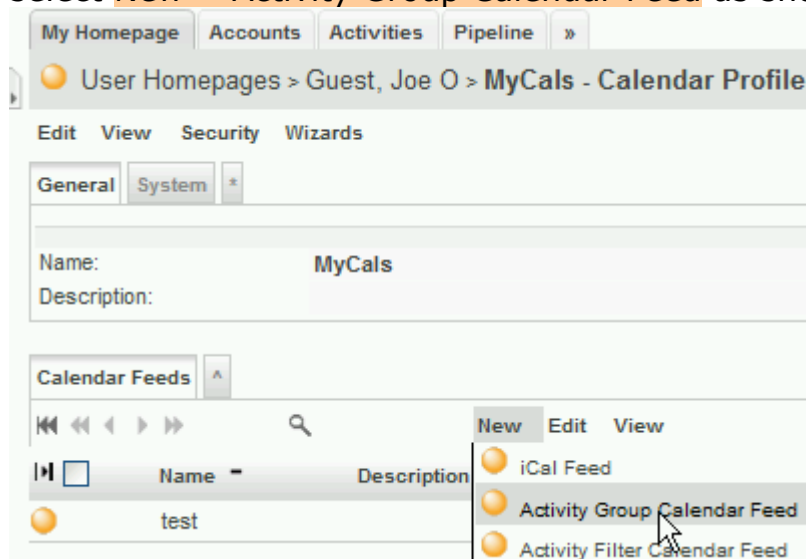 My Homepage Accounts Activities Pipeline »
User Homepages > Guest, Joe O > MyCals - Calendar Profile
Edit View Security Wizards
General System *
Name: MyCals
Description:
Calendar Feeds ^
New Edit View
Name Description
iCal Feed
test
Activity Group Calendar Feed
Activity Filter Calendar Feed